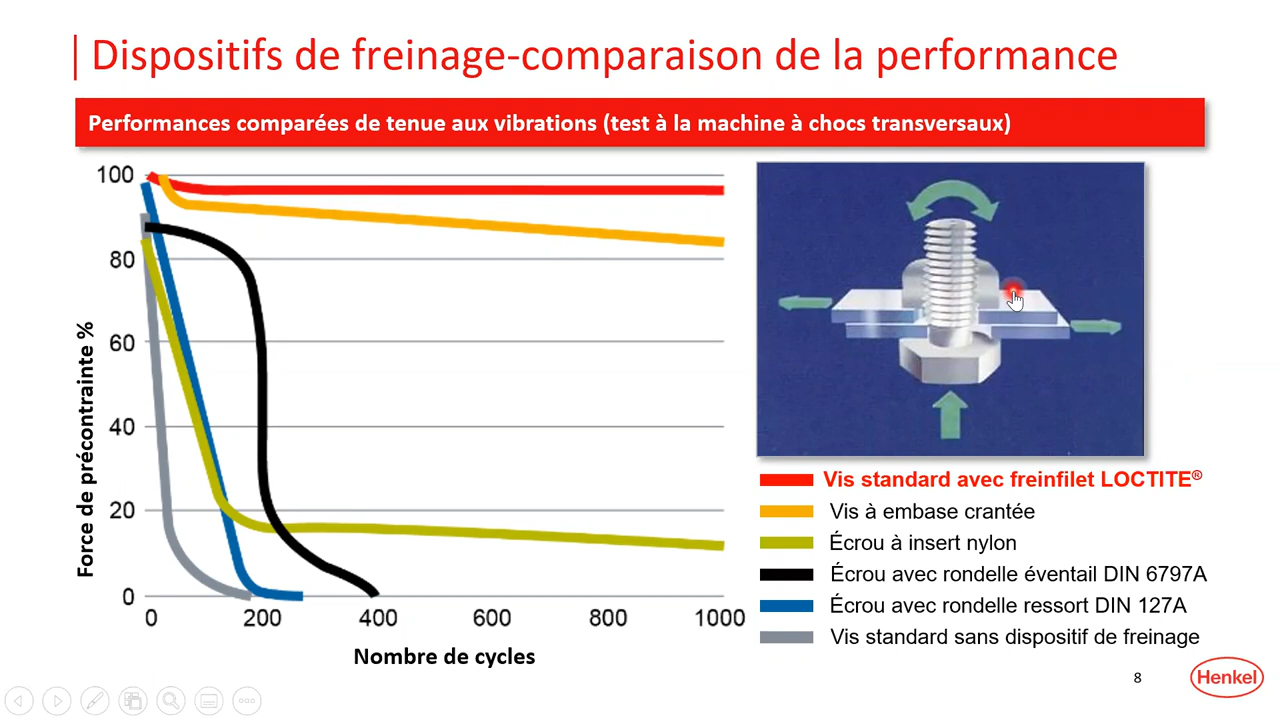 Dispositifs de freinage-comparaison de la performance
Performances comparées de tenue aux vibrations (test à la machine à chocs transversaux)
100
80
60
40
20
0
Force de précontrainte %
0 200 400 600 800 1000
Nombre de cycles
Vis standard avec freinfilet LOCTITE®
Vis à embase crantée
Écrou à insert nylon
Écrou avec rondelle éventail DIN 6797A
Écrou avec rondelle ressort DIN 127A
Vis standard sans dispositif de freinage
8
Henkel